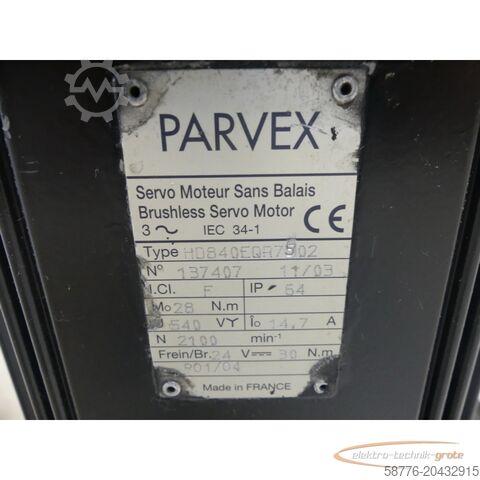 PARVEX
Servo Moteur Sans Balais
Brushless Servo Motor
3 ~ IEC 34-1 CE
Type
N° 137407 11/03
I.Cl. F IP 64
Mo 28 N.m
U 540 VY Îo 14,7 A
N 2100 min-1
Frein/Br. 24 V 30 N.m
R01/04
Made in FRANCE
elektro-technik-grote
58776-20432915